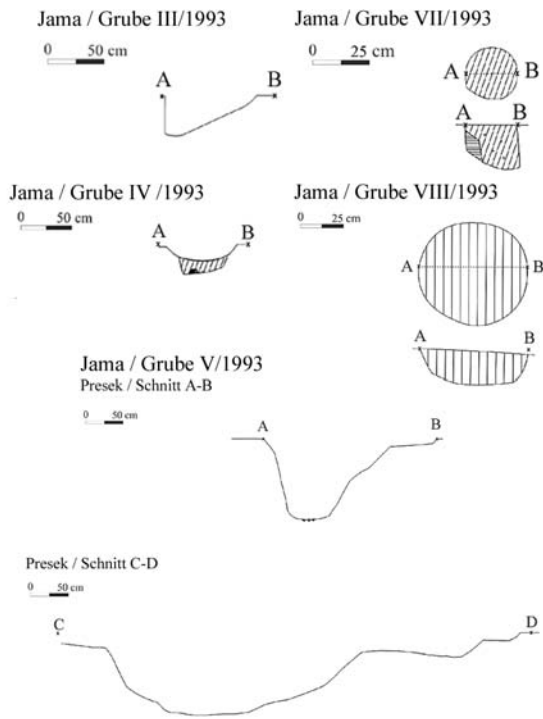 Jama / Grube III/1993
0 50 cm
A B
Jama / Grube VII/1993
0 25 cm
A B
A B
Jama / Grube IV /1993
0 50 cm
A B
Jama / Grube VIII/1993
0 25 cm
A B
A B
Jama / Grube V/1993
Presek / Schnitt A-B
0 50 cm
A B
Presek / Schnitt C-D
0 50 cm
C D